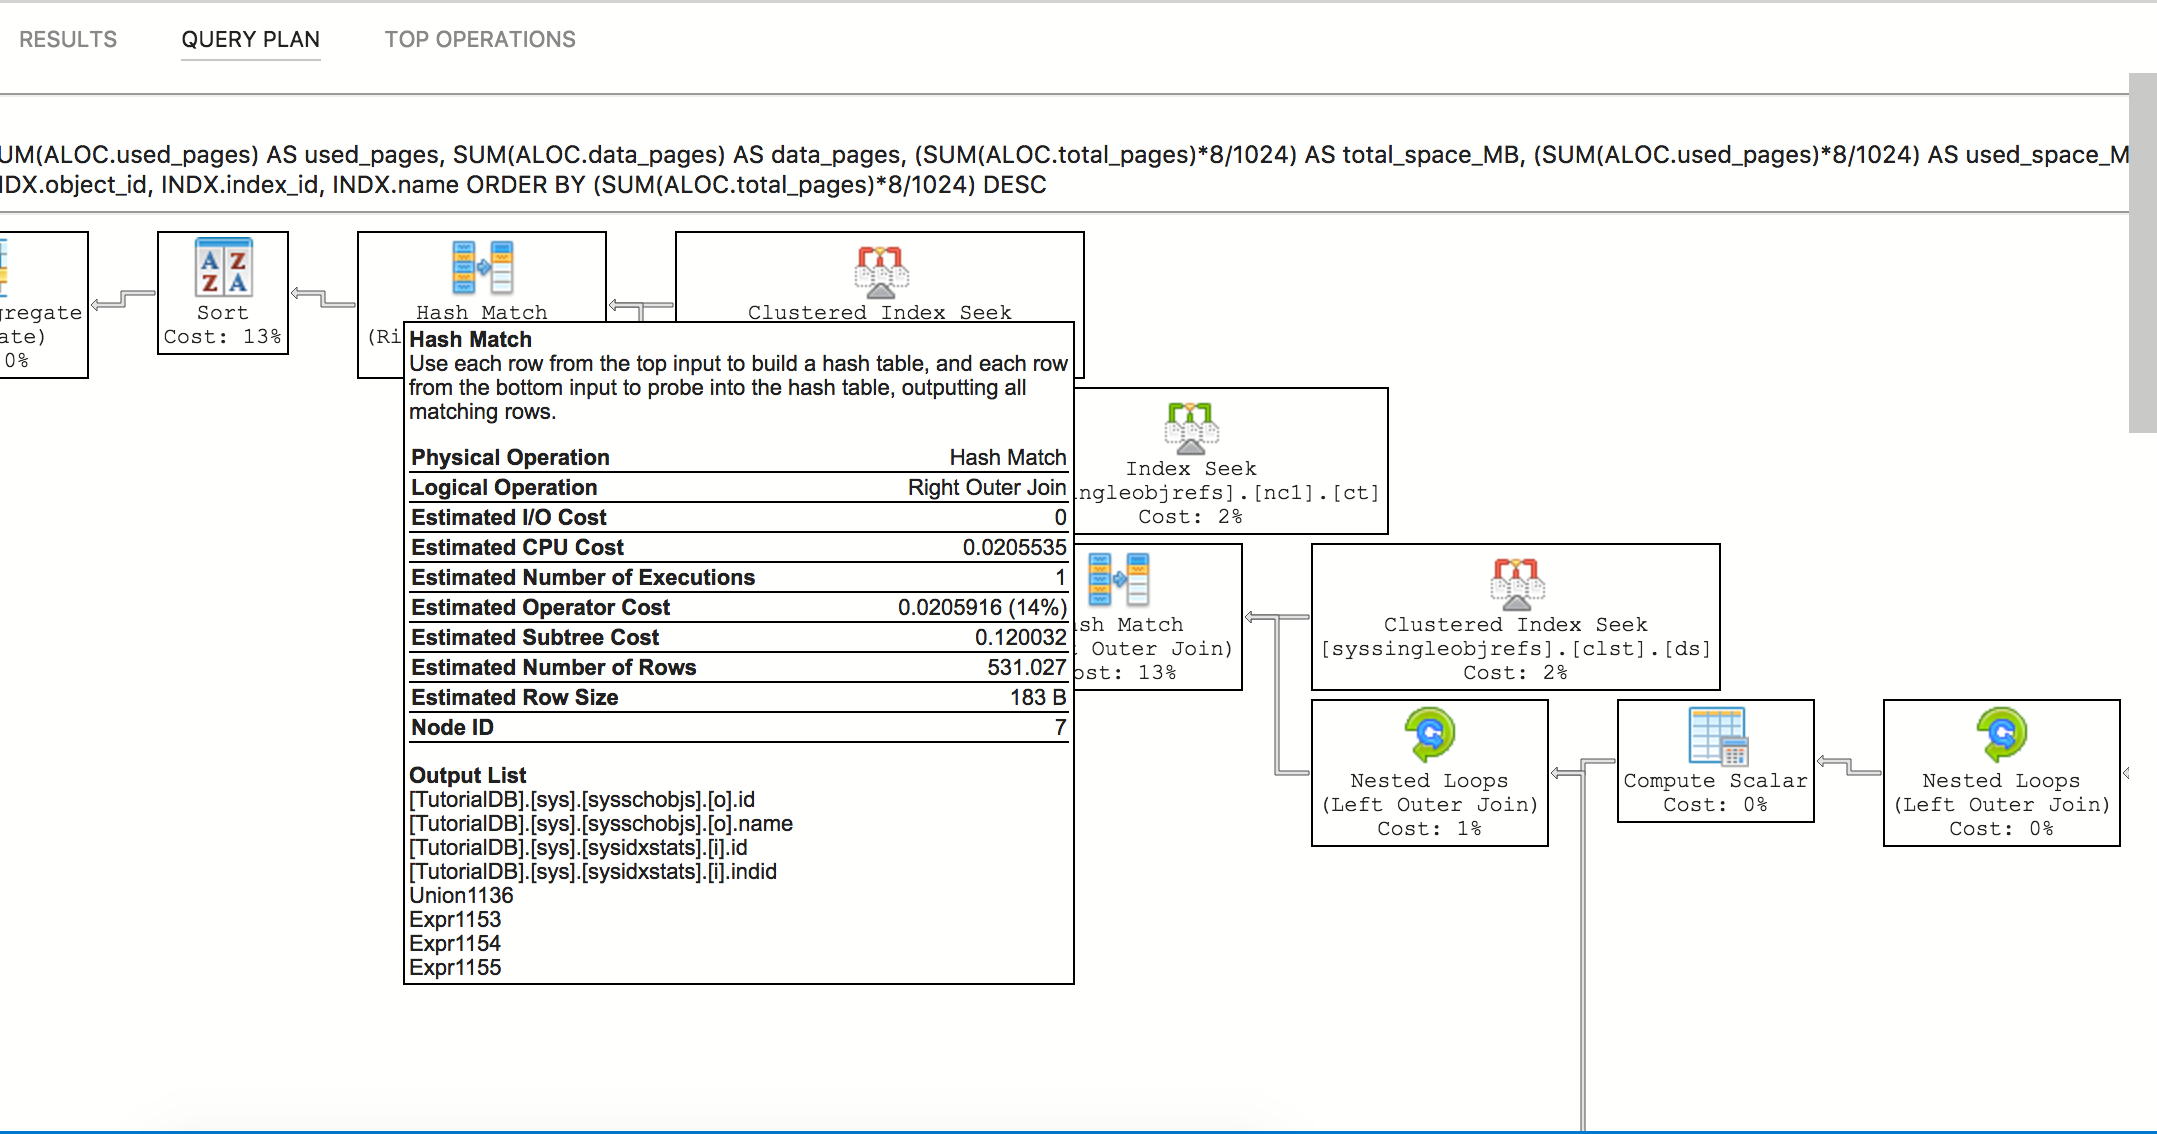 RESULTS QUERY PLAN TOP OPERATIONS
UM(ALOC.used_pages) AS used_pages, SUM(ALOC.data_pages) AS data_pages, (SUM(ALOC.total_pages)*8/1024) AS total_space_MB, (SUM(ALOC.used_pages)*8/1024) AS used_space_M
IDX.object_id, INDX.index_id, INDX.name ORDER BY (SUM(ALOC.total_pages)*8/1024) DESC
gregate
ate)
0%
Sort
Cost: 13%
Hash Match
(Ri
Clustered Index Seek
Hash Match
Use each row from the top input to build a hash table, and each row
from the bottom input to probe into the hash table, outputting all
matching rows.
Physical Operation Hash Match
Logical Operation Right Outer Join
Estimated I/O Cost 0
Estimated CPU Cost 0.0205535
Estimated Number of Executions 1
Estimated Operator Cost 0.0205916 (14%)
Estimated Subtree Cost 0.120032
Estimated Number of Rows 531.027
Estimated Row Size 183 B
Node ID 7
Output List
[TutorialDB].[sys].[sysschobjs].[o].id
[TutorialDB].[sys].[sysschobjs].[o].name
[TutorialDB].[sys].[sysidxstats].[i].id
[TutorialDB].[sys].[sysidxstats].[i].indid
Union1136
Expr1153
Expr1154
Expr1155
Index Seek
ngleobjrefs].[nc1].[ct]
Cost: 2%
sh Match
Outer Join)
ost: 13%
Clustered Index Seek
[syssingleobjrefs].[clst].[ds]
Cost: 2%
Nested Loops
(Left Outer Join)
Cost: 1%
Compute Scalar
Cost: 0%
Nested Loops
(Left Outer Join)
Cost: 0%